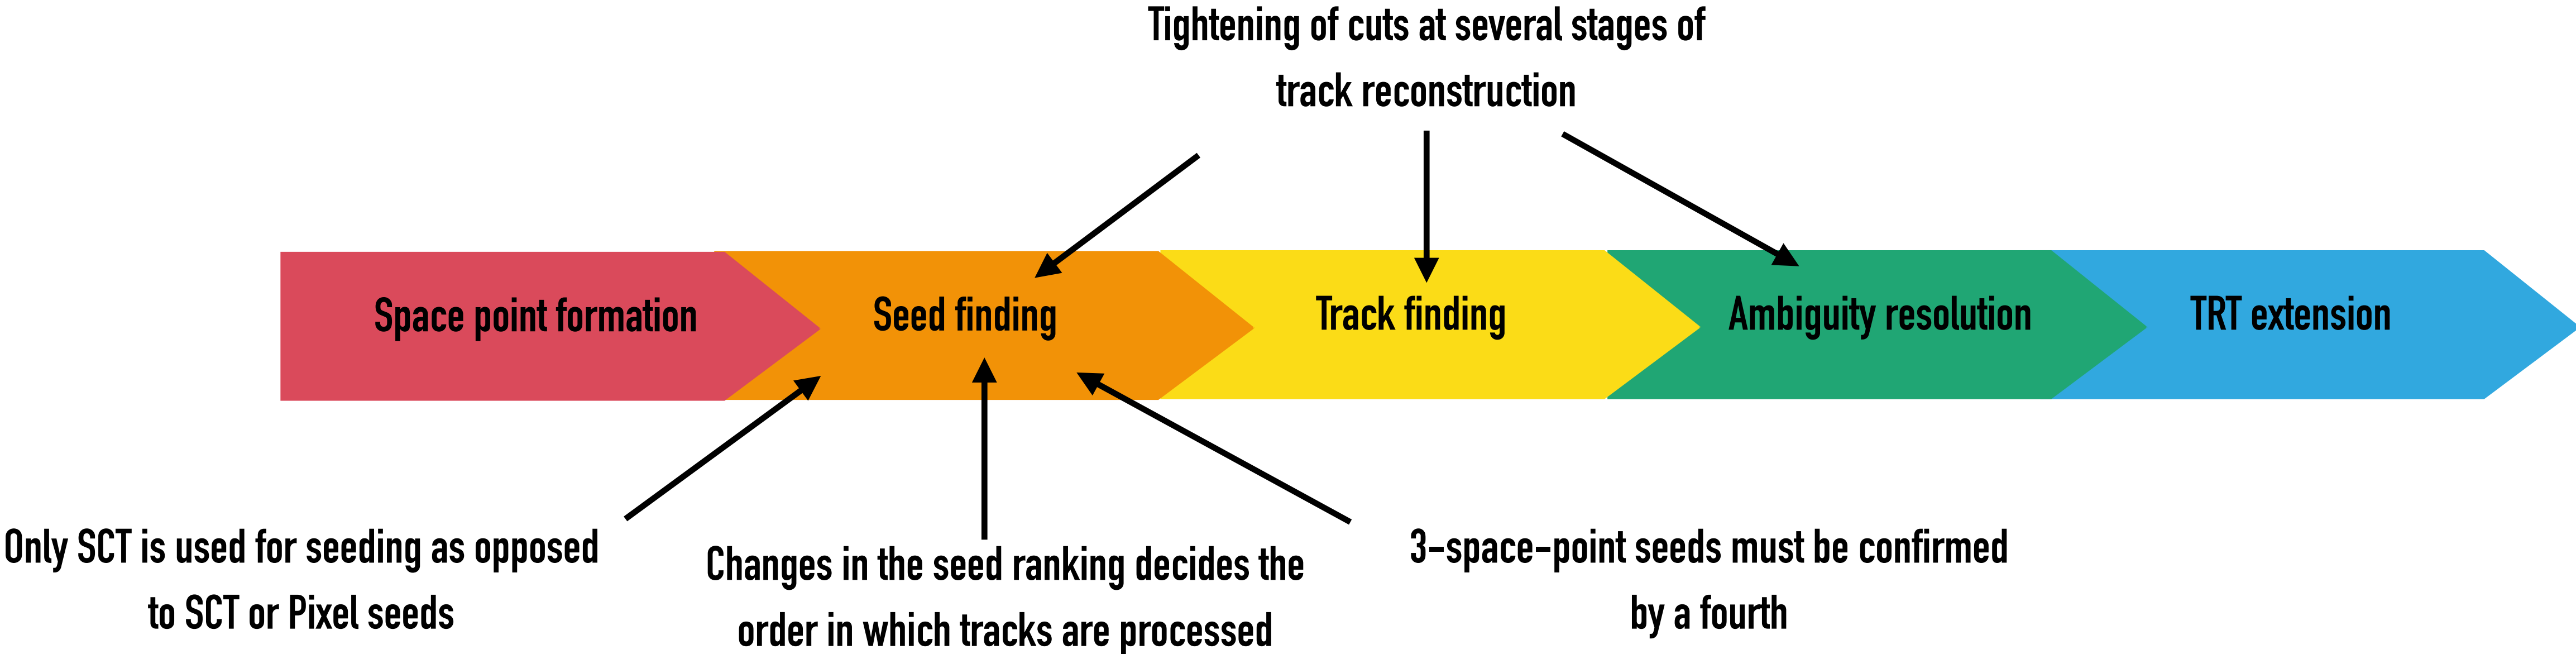 Tightening of cuts at several stages of
track reconstruction
Space point formation
Seed finding
Track finding
Ambiguity resolution
TRT extension
Only SCT is used for seeding as opposed
to SCT or Pixel seeds
Changes in the seed ranking decides the
order in which tracks are processed
3-space-point seeds must be confirmed
by a fourth